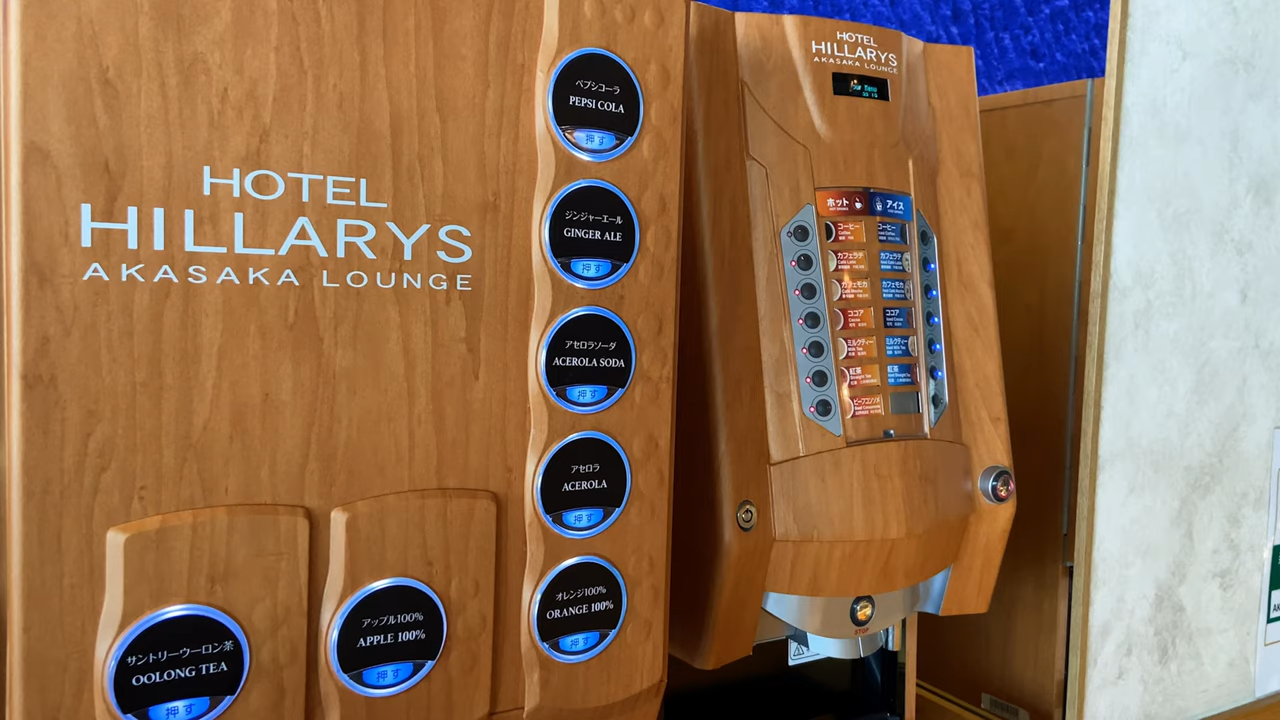 HOTEL
HILLARYS
AKASAKA LOUNGE
ペプシコーラ
PEPSI COLA
押す
ジンジャーエール
GINGER ALE
押す
アセロラソーダ
ACEROLA SODA
押す
アセロラ
ACEROLA
押す
オレンジ100%
ORANGE 100%
押す
アップル100%
APPLE 100%
押す
サントリーウーロン茶
OOLONG TEA
押す
HOTEL
HILLARYS
AKASAKA LOUNGE
ホット アイス
コーヒー コーヒー
Coffee
カフェラテ カフェラテ
カフェモカ カフェモカ
ココア ココア
Cocoa
ミルクティー ミルクティー
紅茶 紅茶
ビーフコンソメ
STOP